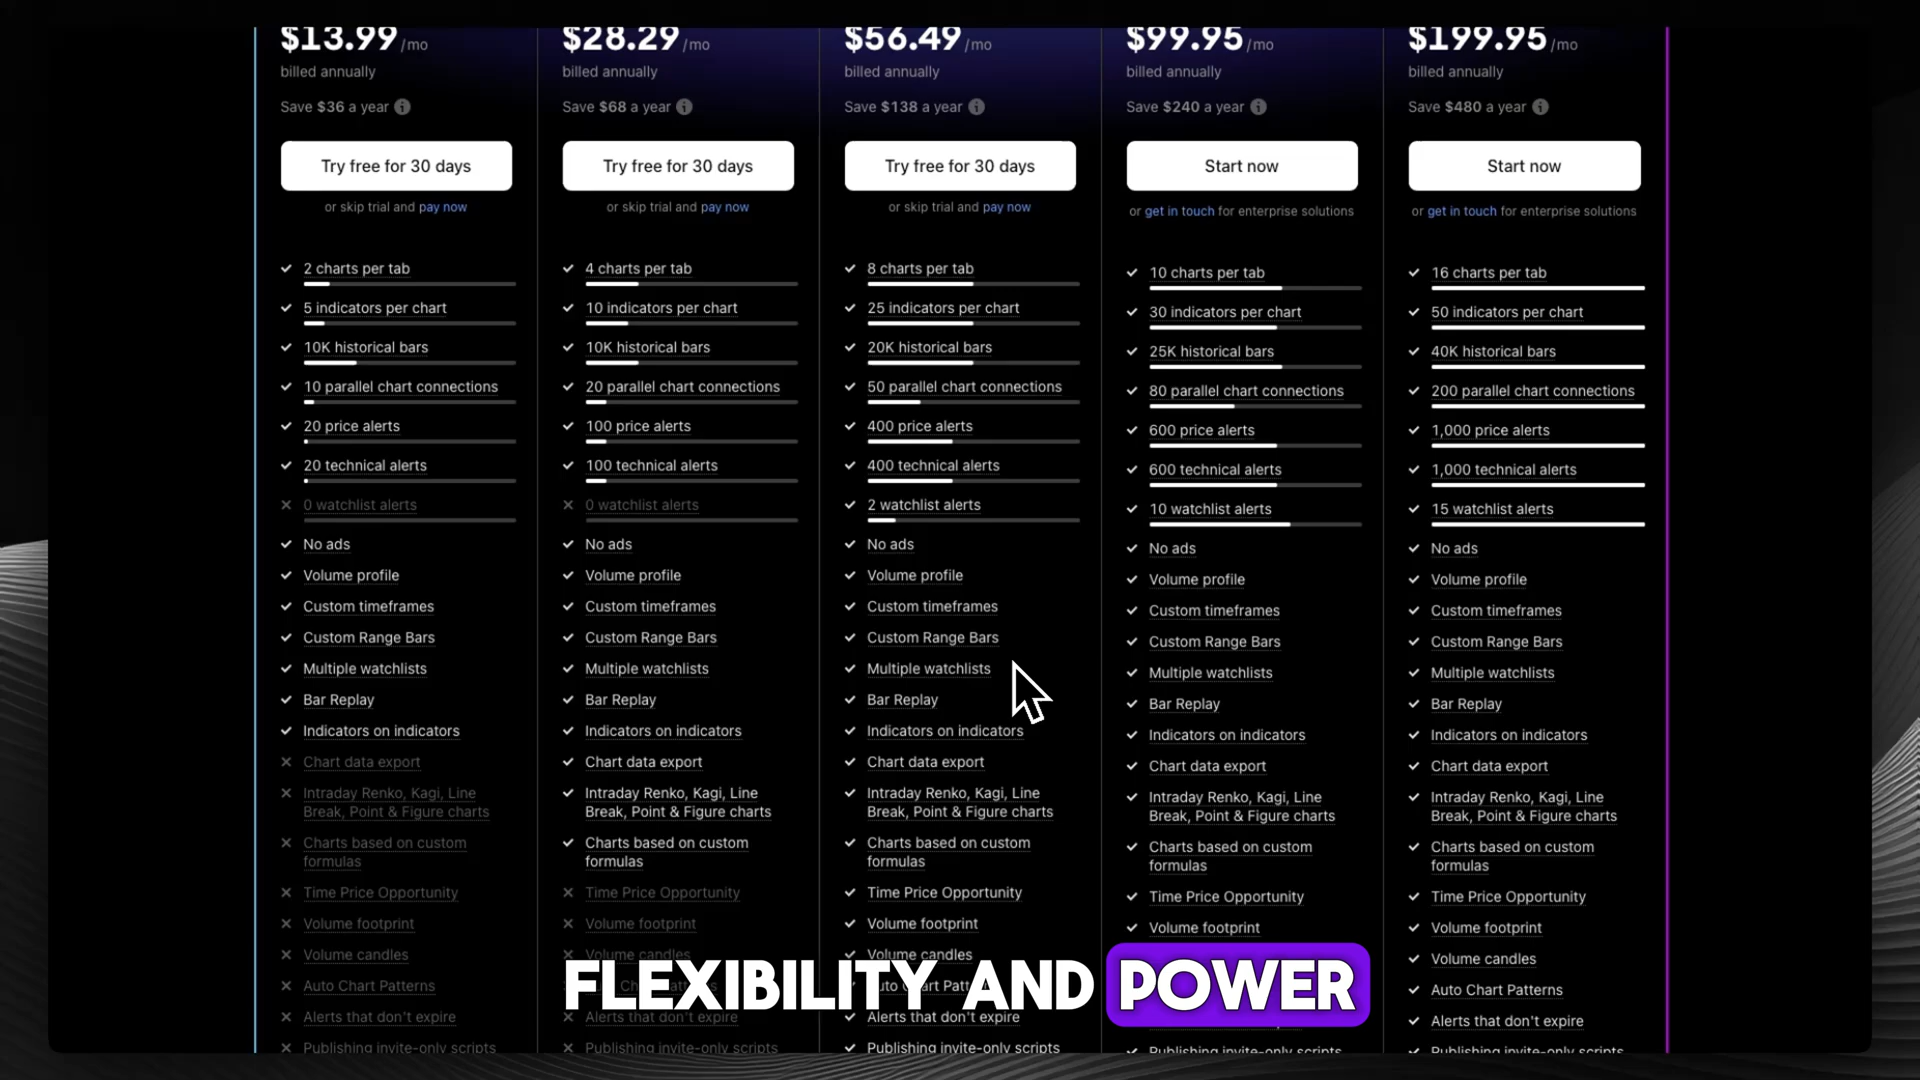 $13.99 /mo
billed annually
Save $36 a year
Try free for 30 days
or skip trial and pay now
2 charts per tab
5 indicators per chart
10K historical bars
10 parallel chart connections
20 price alerts
20 technical alerts
0 watchlist alerts
No ads
Volume profile
Custom timeframes
Custom Range Bars
Multiple watchlists
Bar Replay
Indicators on indicators
Chart data export
Intraday Renko, Kagi, Line
Break, Point & Figure charts
Charts based on custom
formulas
Time Price Opportunity
Volume footprint
Volume candles
Auto Chart Patterns
Alerts that don't expire
Publishing invite-only scripts
$28.29 /mo
billed annually
Save $68 a year
Try free for 30 days
or skip trial and pay now
4 charts per tab
10 indicators per chart
10K historical bars
20 parallel chart connections
100 price alerts
100 technical alerts
0 watchlist alerts
No ads
Volume profile
Custom timeframes
Custom Range Bars
Multiple watchlists
Bar Replay
Indicators on indicators
Chart data export
Intraday Renko, Kagi, Line
Break, Point & Figure charts
Charts based on custom
formulas
Time Price Opportunity
Volume footprint
Volume candles
Alerts that don't expire
Publishing invite-only scripts
$56.49 /mo
billed annually
Save $138 a year
Try free for 30 days
or skip trial and pay now
8 charts per tab
25 indicators per chart
20K historical bars
50 parallel chart connections
400 price alerts
400 technical alerts
2 watchlist alerts
No ads
Volume profile
Custom timeframes
Custom Range Bars
Multiple watchlists
Bar Replay
Indicators on indicators
Chart data export
Intraday Renko, Kagi, Line
Break, Point & Figure charts
Charts based on custom
formulas
Time Price Opportunity
Volume footprint
Volume candles
Alerts that don't expire
Publishing invite-only scripts
$99.95 /mo
billed annually
Save $240 a year
Start now
or get in touch for enterprise solutions
10 charts per tab
30 indicators per chart
25K historical bars
80 parallel chart connections
600 price alerts
600 technical alerts
10 watchlist alerts
No ads
Volume profile
Custom timeframes
Custom Range Bars
Multiple watchlists
Bar Replay
Indicators on indicators
Chart data export
Intraday Renko, Kagi, Line
Break, Point & Figure charts
Charts based on custom
formulas
Time Price Opportunity
Volume footprint
Publishing invite-only scripts
$199.95 /mo
billed annually
Save $480 a year
Start now
or get in touch for enterprise solutions
16 charts per tab
50 indicators per chart
40K historical bars
200 parallel chart connections
1,000 price alerts
1,000 technical alerts
15 watchlist alerts
No ads
Volume profile
Custom timeframes
Custom Range Bars
Multiple watchlists
Bar Replay
Indicators on indicators
Chart data export
Intraday Renko, Kagi, Line
Break, Point & Figure charts
Charts based on custom
formulas
Time Price Opportunity
Volume footprint
Volume candles
Auto Chart Patterns
Alerts that don't expire
Publishing invite-only scripts
FLEXIBILITY AND POWER